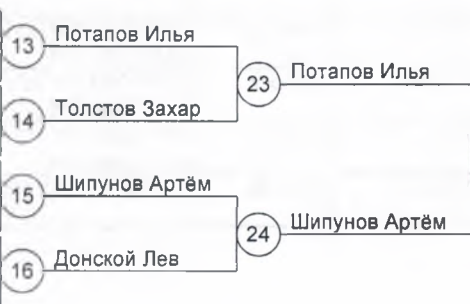 13 Потапов Илья
23 Потапов Илья
14 Толстов Захар
15 Шипунов Артём
24 Шипунов Артём
16 Донской Лев